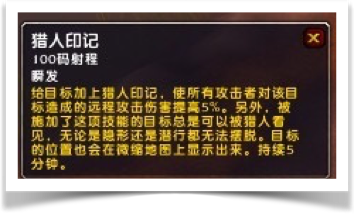 猎人印记
100码射程
瞬发
给目标加上猎人印记，使所有攻击者对该目
标造成的远程攻击伤害提高5%。另外，被
施加了这项技能的目标总是可以被猎人看
见，无论是隐形还是潜行都无法摆脱。目标
的位置也会在微缩地图上显示出来。持续5
分钟。